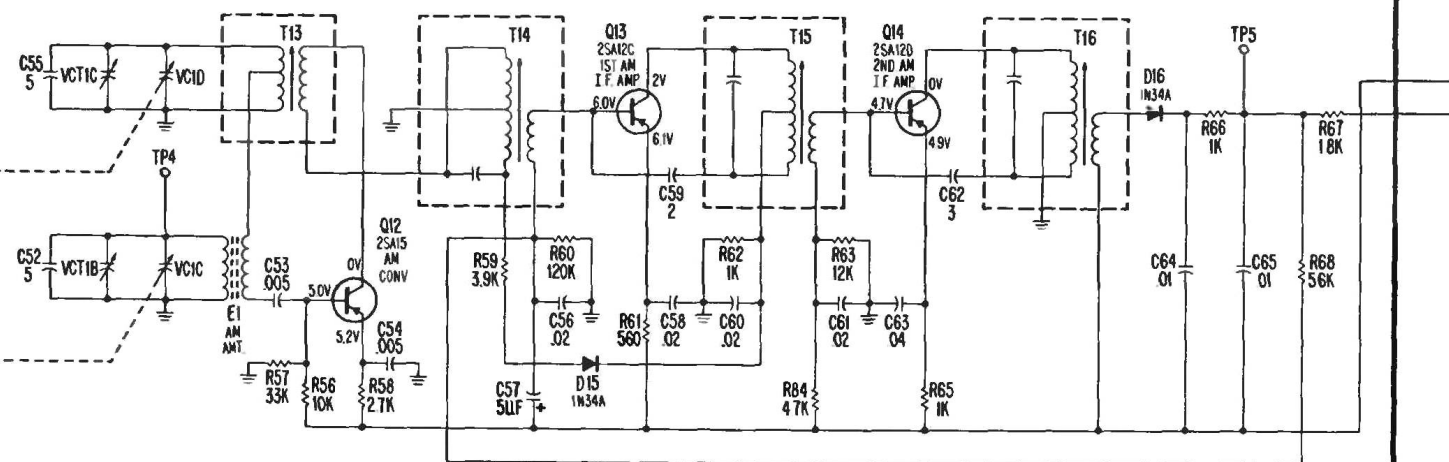 T13
C55
5
VCT1C
VC1D
TP4
T14
Q13
2SA12C
1ST AM
I.F. AMP
2V
6.0V
6.1V
T15
Q14
2SA12D
2ND AM
I.F. AMP
0V
4.7V
4.9V
T16
D16
1N34A
TP5
R66
1K
R67
18K
C59
2
C62
3
C52
5
VCT1B
VC1C
E1
AM
ANT.
C53
.005
Q12
2SA15
AM
CONV
0V
5.0V
5.2V
C54
.005
R57
33K
R56
10K
R58
2.7K
R59
3.9K
R60
120K
C56
.02
C57
5UF
+
D15
1N34A
R61
560
C58
.02
R62
1K
C60
.02
R63
12K
C61
.02
C63
.04
R84
47K
R65
1K
C64
.01
C65
.01
R68
56K